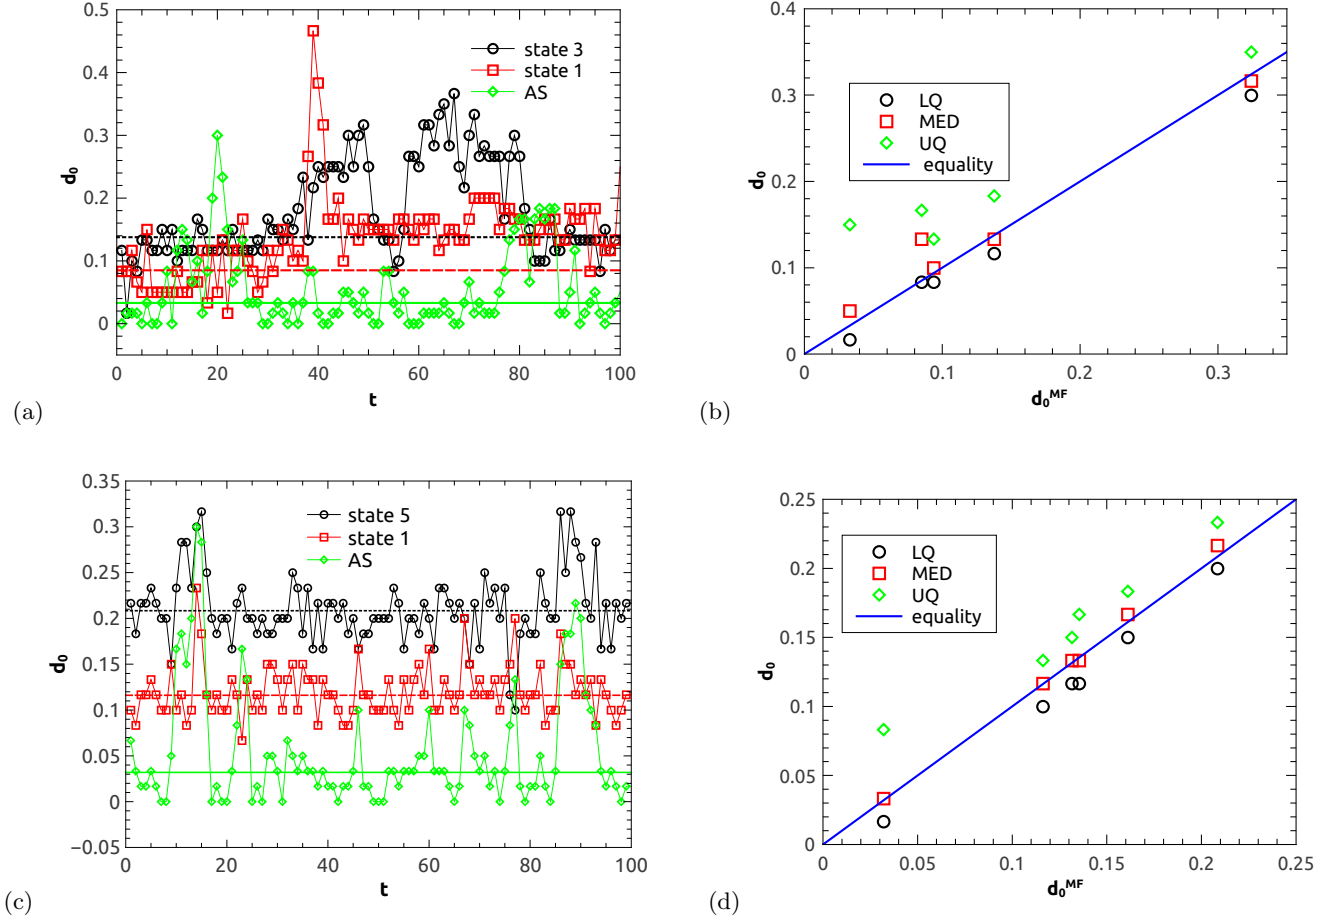 0.5
0.4
0.3
0.2
0.1
0
d₀
state 3
state 1
AS
0 20 40 60 80 100
t
(a)
0.4
0.3
0.2
0.1
0
d₀
LQ
MED
UQ
equality
0 0.1 0.2 0.3
d₀ᴹᶠ
(b)
0.35
0.3
0.25
0.2
0.15
0.1
0.05
0
−0.05
d₀
state 5
state 1
AS
0 20 40 60 80 100
t
(c)
0.25
0.2
0.15
0.1
0.05
0
d₀
LQ
MED
UQ
equality
0 0.05 0.1 0.15 0.2 0.25
d₀ᴹᶠ
(d)